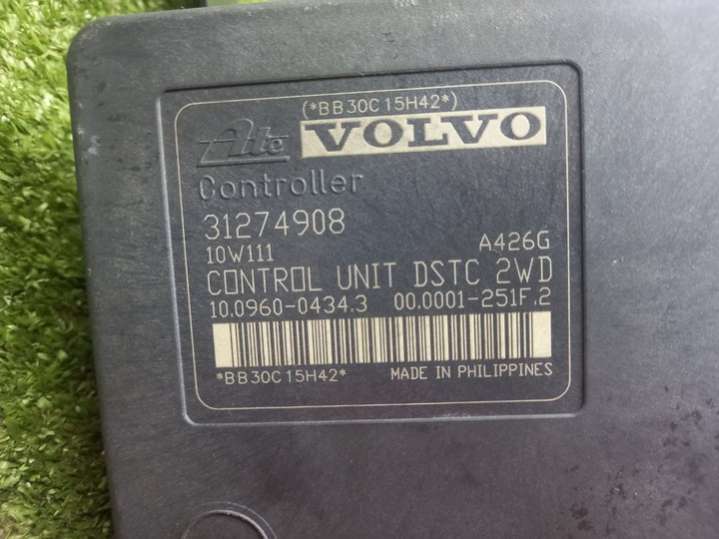 (*BB30C15H42*)
Ate VOLVO
Controller
31274908
10W111 A426G
CONTROL UNIT DSTC 2WD
10.0960-0434.3 00.0001-251F.2
*BB30C15H42* MADE IN PHILIPPINES